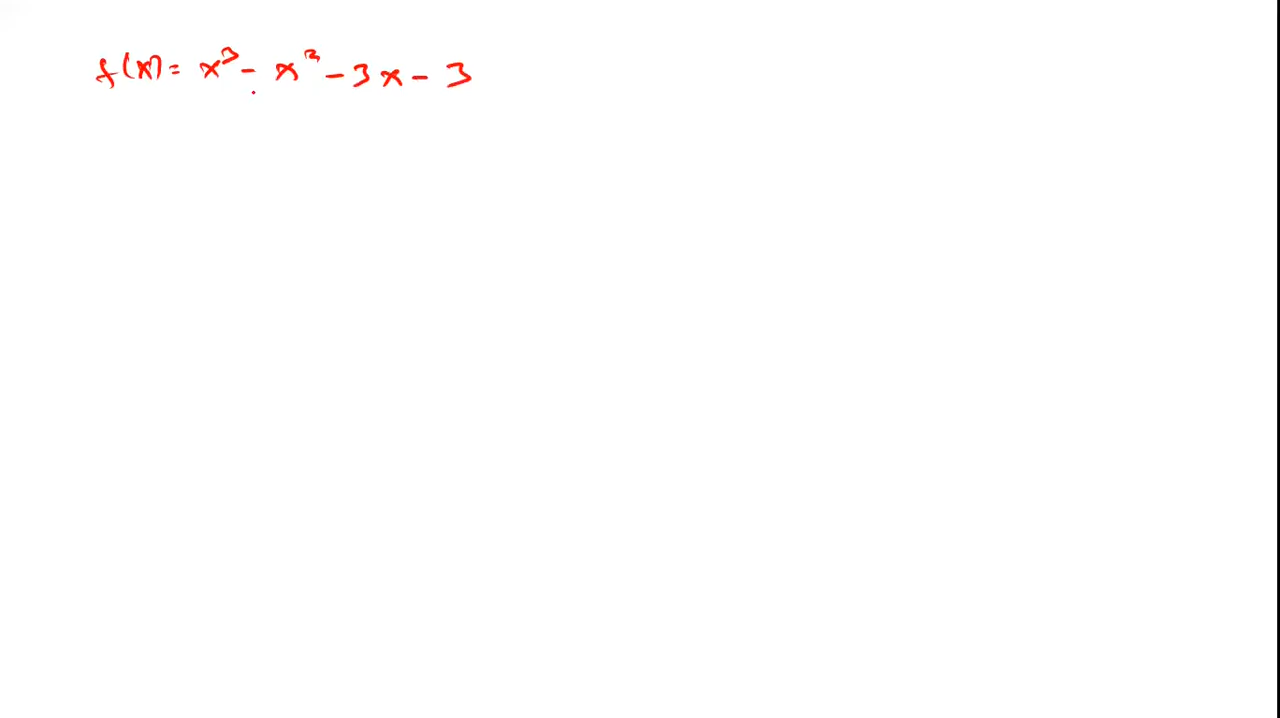 f(x) = x³ - x² - 3x - 3